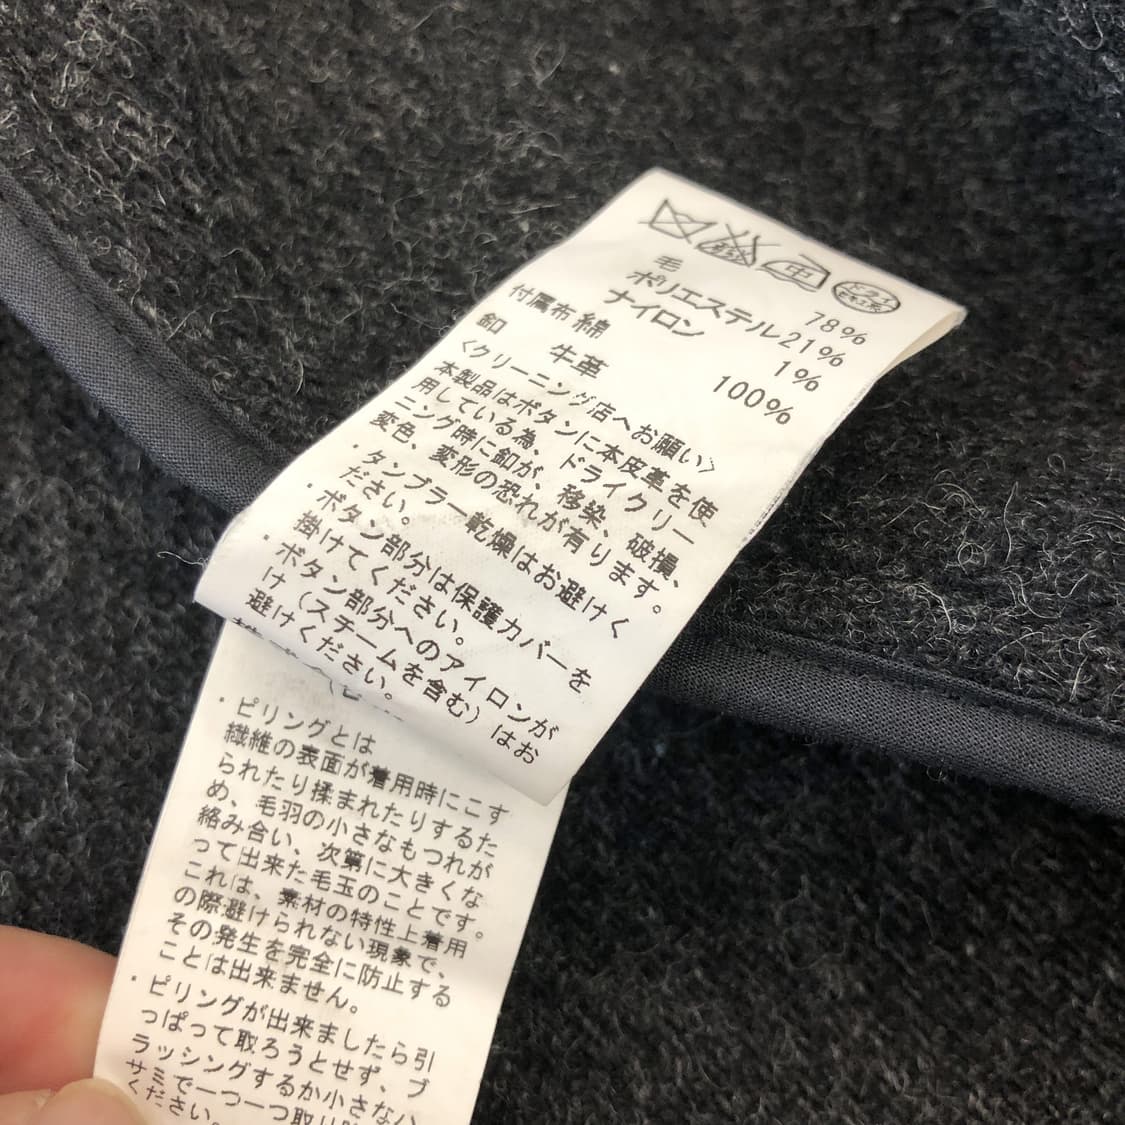 中
ドライ
毛 78%
ポリエステル 21%
ナイロン 1%
付属布 綿 100%
釦 牛革
〈クリーニング店へお願い〉
本製品はボタンに本皮革を使
用している為、ドライクリー
ニング時に釦が、移染、破損、
変色、変形の恐れが有ります。
・タンブラー乾燥はお避けく
ださい。
・ボタン部分は保護カバーを
掛けてください。
・ボタン部分へのアイロンが
け(スチームを含む)はお
避けください。
・ピリングとは
繊維の表面が着用時にこす
られたり揉まれたりするた
め、毛羽の小さなもつれが
絡み合い、次第に大きくな
って出来た毛玉のことです。
これは、素材の特性上着用
の際避けられない現象で、
その発生を完全に防止する
ことは出来ません。
・ピリングが出来ましたら引
っぱって取ろうとせず、ブ
ラッシングするか小さなハ
サミで一つ一つ取り
ください。